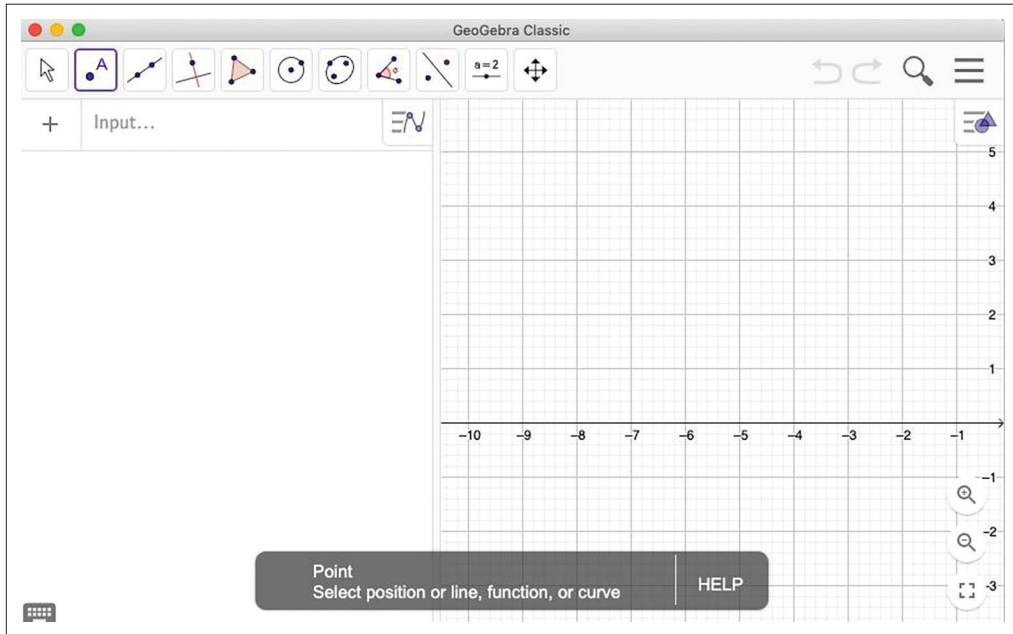 GeoGebra Classic
A
a=2
+ Input...
5
4
3
2
1
-10 -9 -8 -7 -6 -5 -4 -3 -2 -1
-1
-2
-3
Point
Select position or line, function, or curve
HELP